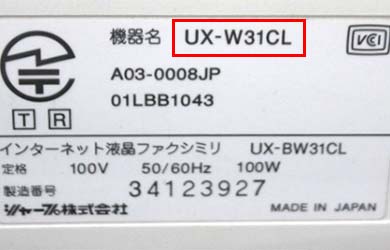 機器名 UX-W31CL
VCI
A03-0008JP
01LBB1043
T R
インターネット液晶ファクシミリ UX-BW31CL
定格 100V 50/60Hz 100W
製造番号 34123927
シャープ株式会社 MADE IN JAPAN